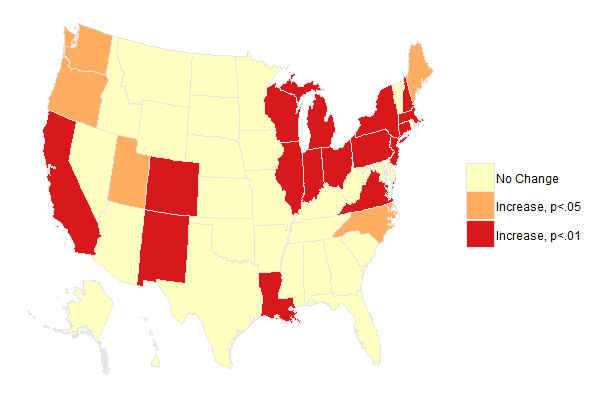 No Change
Increase, p<.05
Increase, p<.01